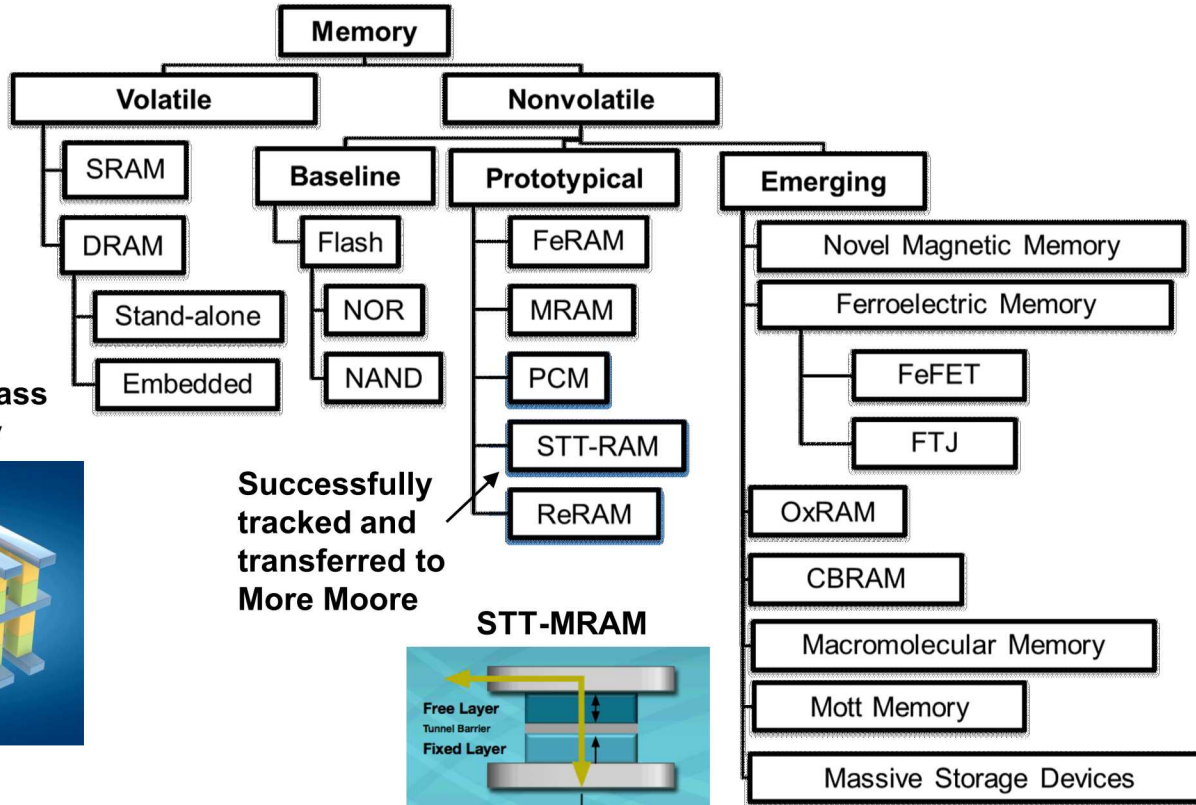 Memory
Volatile
Nonvolatile
SRAM
DRAM
Stand-alone
Embedded
Baseline
Flash
NOR
NAND
Prototypical
FeRAM
MRAM
PCM
STT-RAM
ReRAM
Emerging
Novel Magnetic Memory
Ferroelectric Memory
FeFET
FTJ
OxRAM
CBRAM
Macromolecular Memory
Mott Memory
Massive Storage Devices
Successfully
tracked and
transferred to
More Moore
STT-MRAM
Free Layer
Tunnel Barrier
Fixed Layer